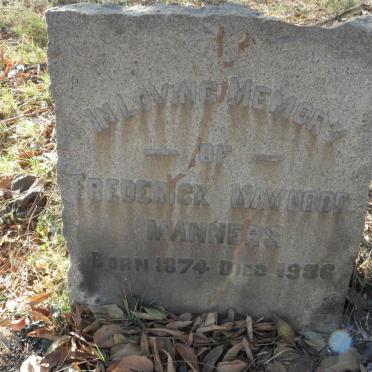 IN LOVING MEMORY
— OF —
FREDERICK
MANNERS
BORN 1874 DIED 1936